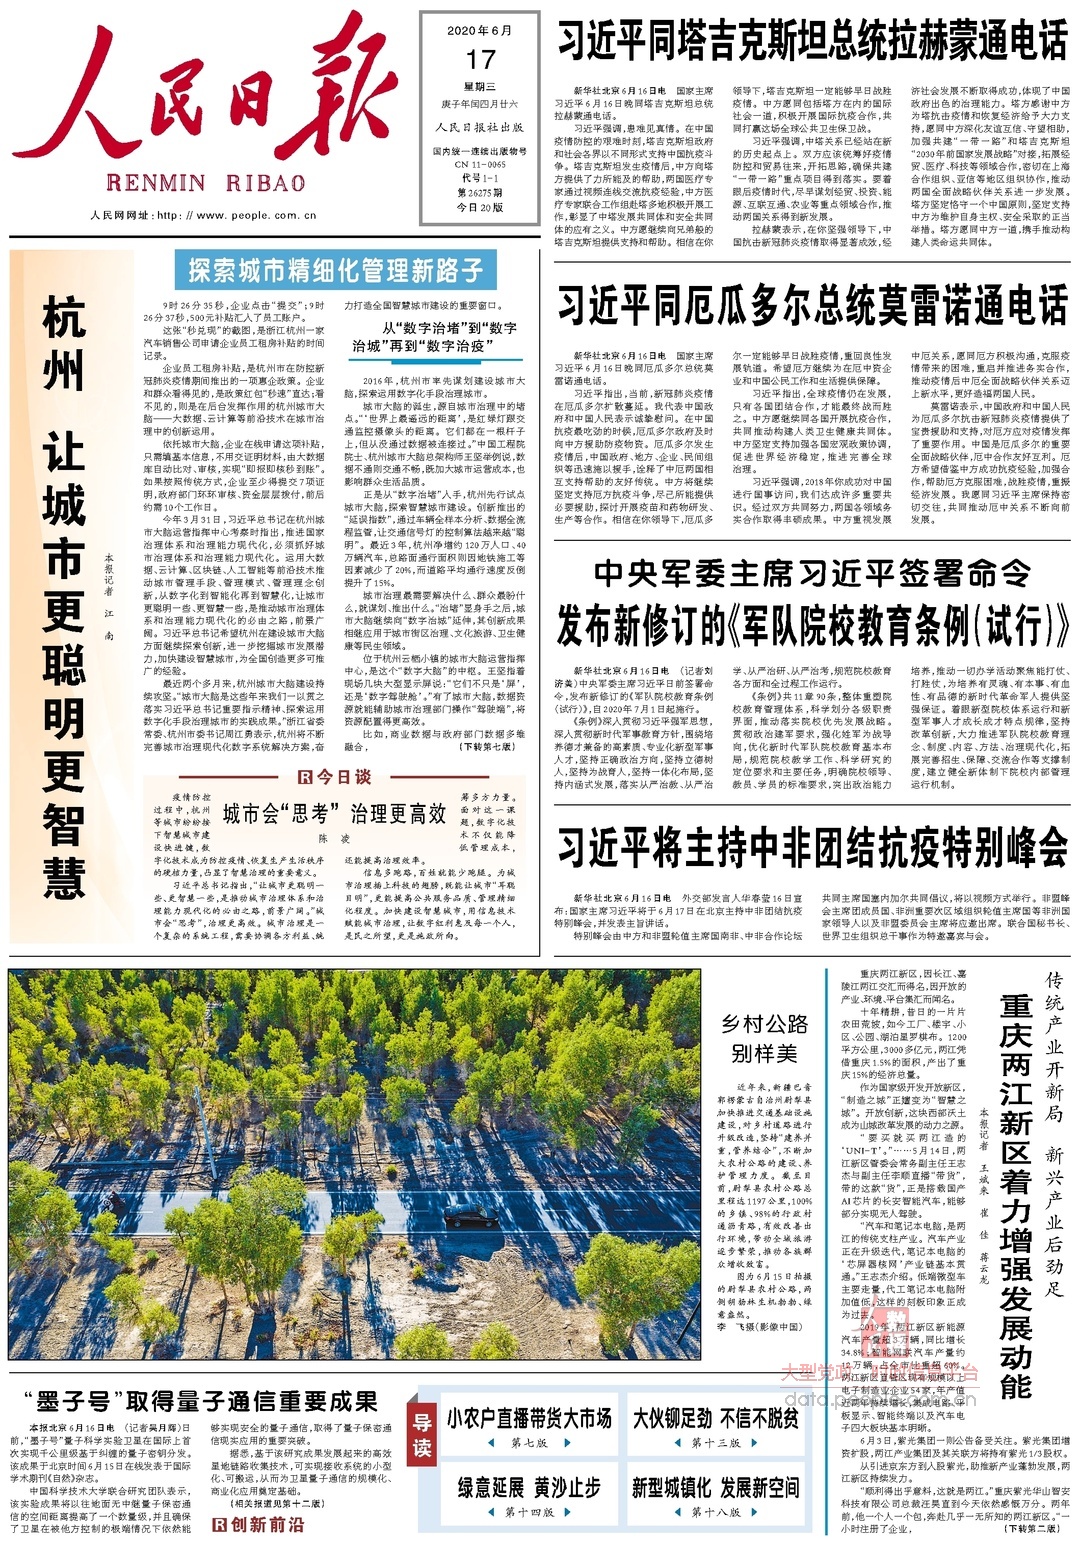 人民日报
RENMIN RIBAO
人民网网址:http://www.people.com.cn
2020年6月
17
星期三
庚子年闰四月廿六
人民日报社出版
国内统一连续出版物号
CN 11-0065
代号1-1
第26275期
今日20版
习近平同塔吉克斯坦总统拉赫蒙通电话
新华社北京6月16日电 国家主席
习近平6月16日晚同塔吉克斯坦总统
拉赫蒙通电话。
习近平强调,患难见真情。在中国
疫情防控的艰难时刻,塔吉克斯坦政府
和社会各界以不同形式支持中国抗疫斗
争。塔吉克斯坦发生疫情后,中方向塔
方提供了力所能及的帮助,两国医疗专
家通过视频连线交流抗疫经验,中方医
疗专家联合工作组赴塔多地积极开展工
作,彰显了中塔发展共同体和安全共同
体的应有之义。中方愿继续向兄弟般的
塔吉克斯坦提供支持和帮助。相信在你
领导下,塔吉克斯坦一定能够早日战胜
疫情。中方愿同包括塔方在内的国际
社会一道,积极开展国际抗疫合作,共
同打赢这场全球公共卫生保卫战。
习近平强调,中塔关系已经站在新
的历史起点上。双方应该统筹好疫情
防控和贸易往来,开拓思路,确保共建
“一带一路”重点项目得到落实。要着
眼后疫情时代,尽早谋划经贸、投资、能
源、互联互通、农业等重点领域合作,推
动两国关系得到新发展。
拉赫蒙表示,在你坚强领导下,中
国抗击新冠肺炎疫情取得显著成效,经
济社会发展不断取得成功,体现了中国
政府出色的治理能力。塔方感谢中方
为塔抗击疫情和恢复经济给予大力支
持,愿同中方深化友谊互信、守望相助,
加强共建“一带一路”和塔吉克斯坦
“2030年前国家发展战略”对接,拓展经
贸、医疗、科技等领域合作,密切在上海
合作组织、亚信等地区组织协作,推动
两国全面战略伙伴关系进一步发展。
塔方坚定恪守一个中国原则,坚定支持
中方为维护自身主权、安全采取的正当
举措。塔方愿同中方一道,携手推动构
建人类命运共同体。
习近平同厄瓜多尔总统莫雷诺通电话
新华社北京6月16日电 国家主席
习近平6月16日晚同厄瓜多尔总统莫
雷诺通电话。
习近平指出,当前,新冠肺炎疫情
在厄瓜多尔扩散蔓延。我代表中国政
府和中国人民表示诚挚慰问。在中国
抗疫最吃劲的时候,厄瓜多尔政府及时
向中方援助防疫物资。厄瓜多尔发生
疫情后,中国政府、地方、企业、民间组
织等迅速施以援手,诠释了中厄两国相
互支持帮助的友好传统。中方将继续
坚定支持厄方抗疫斗争,尽己所能提供
必要援助,探讨开展疫苗和药物研发、
生产等合作。相信在你领导下,厄瓜多
尔一定能够早日战胜疫情,重回良性发
展轨道。希望厄方继续为在厄中资企
业和中国公民工作和生活提供保障。
习近平指出,全球疫情仍在发展,
只有各国团结合作,才能最终战而胜
之。中方愿继续同各国开展抗疫合作,
共同推动构建人类卫生健康共同体。
中方坚定支持加强各国宏观政策协调,
促进世界经济稳定,推进完善全球
治理。
习近平强调,2018年你成功对中国
进行国事访问,我们达成许多重要共
识。经过双方共同努力,两国各领域务
实合作取得丰硕成果。中方重视发展
中厄关系,愿同厄方积极沟通,克服疫
情带来的困难,重启并推进务实合作,
推动疫情后中厄全面战略伙伴关系迈
上新水平,更好造福两国人民。
莫雷诺表示,中国政府和中国人民
为厄瓜多尔抗击新冠肺炎疫情提供了
坚贵援助和支持,对厄方应对疫情发挥
了重要作用。中国是厄瓜多尔的重要
全面战略伙伴,厄中合作友好互利。厄
方希望借鉴中方成功抗疫经验,加强合
作,帮助厄方克服困难,战胜疫情,重振
经济发展。我愿同习近平主席保持密
切交往,共同推动厄中关系不断向前
发展。
中央军委主席习近平签署命令
发布新修订的《军队院校教育条例(试行)》
新华社北京6月16日电 (记者刘
济美)中央军委主席习近平日前签署命
令,发布新修订的《军队院校教育条例
(试行)》,自2020年7月1日起施行。
《条例》深入贯彻习近平强军思想,
深入贯彻新时代军事教育方针,围绕培
养德才兼备的高素质、专业化新型军事
人才,坚持正确政治方向,坚持立德树
人,坚持为战育人,坚持一体化布局,坚
持内涵式发展,落实从严治教、从严治
学、从严治研、从严治考,规范院校教育
各方面和全过程工作运行。
《条例》共11章90条,整体重塑院
校教育管理体系,科学划分各级职责
界面,推动落实院校优先发展战略。
贯彻政治建军要求,强化姓军为战导
向,优化新时代军队院校教育基本布
局,规范院校教学工作、科学研究的
定位要求和主要任务,明确院校领导、
教员、学员的标准要求,突出政治能力
培养,推动一切办学活动聚焦能打仗、
打胜仗,为培养有灵魂、有本事、有血
性、有品德的新时代革命军人提供坚
强保证。着眼新型院校体系运行和新
型军事人才成长成才特点规律,坚持
改革创新,大力推进军队院校教育理
念、制度、内容、方法、治理现代化,拓
展完善招生、保障、交流合作等支撑制
度,建立健全新体制下院校内部管理
运行机制。
习近平将主持中非团结抗疫特别峰会
新华社北京6月16日电 外交部发言人华春莹16日宣
布:国家主席习近平将于6月17日在北京主持中非团结抗疫
特别峰会,并发表主旨讲话。
特别峰会由中方和非盟轮值主席国南非、中非合作论坛
共同主席国塞内加尔共同倡议,将以视频方式举行。非盟峰
会主席团成员国、非洲重要次区域组织轮值主席国等非洲国
家领导人以及非盟委员会主席将应邀出席。联合国秘书长、
世界卫生组织总干事作为特邀嘉宾与会。
探索城市精细化管理新路子
杭州 让城市更聪明更智慧
本报记者 江 南
9时26分35秒,企业点击“提交”;9时
26分37秒,500元补贴汇入了员工账户。
这张“秒兑现”的截图,是浙江杭州一家
汽车销售公司申请企业员工租房补贴的时间
记录。
企业员工租房补贴,是杭州市在防控新
冠肺炎疫情期间推出的一项惠企政策。企业
和群众看得见的,是政策红包“秒速”直达;看
不见的,则是在后台发挥作用的杭州城市大
脑——大数据、云计算等前沿技术在城市治
理中的创新运用。
依托城市大脑,企业在线申请这项补贴,
只需填基本信息,不用交证明材料,由大数据
库自动比对、审核,实现“即报即核秒到账”。
如果按照传统方式,企业至少得提交7项证
明,政府部门环环审核、资金层层拨付,前后
约需10个工作日。
今年3月31日,习近平总书记在杭州城
市大脑运营指挥中心考察时指出,推进国家
治理体系和治理能力现代化,必须抓好城
市治理体系和治理能力现代化。运用大数
据、云计算、区块链、人工智能等前沿技术推
动城市管理手段、管理模式、管理理念创
新,从数字化到智能化再到智慧化,让城市
更聪明一些、更智慧一些,是推动城市治理体
系和治理能力现代化的必由之路,前景广
阔。习近平总书记希望杭州在建设城市大脑
方面继续探索创新,进一步挖掘城市发展潜
力,加快建设智慧城市,为全国创造更多可推
广的经验。
最近两个多月来,杭州城市大脑建设持
续攻坚。“城市大脑是这些年来我们一以贯之
落实习近平总书记重要指示精神、探索运用
数字化手段治理城市的实践成果。”浙江省委
常委、杭州市委书记周江勇表示,杭州将不断
完善城市治理现代化数字系统解决方案,奋
力打造全国智慧城市建设的重要窗口。
从“数字治堵”到“数字
治城”再到“数字治疫”
2016年,杭州市率先谋划建设城市大
脑,探索运用数字化手段治理城市。
城市大脑的诞生,源自城市治理中的堵
点。“‘世界上最遥远的距离’,是红绿灯跟交
通监控摄像头的距离。它们都在一根杆子
上,但从没通过数据被连接过。”中国工程院
院士、杭州城市大脑总架构师王坚举例说,数
据不通则交通不畅,既加大城市运营成本,也
影响群众生活品质。
正是从“数字治堵”入手,杭州先行试点
城市大脑,探索智慧城市建设。创新推出的
“延误指数”,通过车辆全样本分析、数据全流
程监管,让交通信号灯的控制算法越来越“聪
明”。最近3年,杭州净增约120万人口、40
万辆汽车,总路面通行面积则因地铁施工等
因素减少了20%,而道路平均通行速度反倒
提升了15%。
城市治理最需要解决什么、群众最盼什
么,就谋划、推出什么。“治堵”显身手之后,城
市大脑继续向“数字治城”延伸,其创新成果
相继应用于城市街区治理、文化旅游、卫生健
康等民生领域。
位于杭州云栖小镇的城市大脑运营指挥
中心,是这个“数字大脑”的中枢。王坚指着
现场几块大型显示屏说:“它们不只是‘屏’,
还是‘数字驾驶舱’。”有了城市大脑,数据资
源就能辅助城市治理部门操作“驾驶端”,将
资源配置得更高效。
比如,商业数据与政府部门数据多维
融合, (下转第七版)
今日谈
城市会“思考” 治理更高效
陈 凌
疫情防控
过程中,杭州
等城市纷纷按
下智慧城市建
设快进键,数
字化技术成为防控疫情、恢复生产生活秩序
的硬核力量,凸显了智慧治理的重要意义。
习近平总书记指出,“让城市更聪明一
些、更智慧一些,是推动城市治理体系和治
理能力现代化的必由之路,前景广阔。”城
市会“思考”,治理更高效。城市治理是一
个复杂的系统工程,需要协调各方利益、统
筹多方力量。
面对这一课
题,数字化技
术不仅能降
低管理成本,
还能提高治理效率。
信息多跑路,百姓就能少跑腿。为城
市治理插上科技的翅膀,就能让城市“耳聪
目明”,更能提高公共服务品质、管理精细
化程度。加快建设智慧城市,用信息技术
赋能城市治理,让数字红利惠及每一个人,
是民之所望,更是施政所向。
乡村公路
别样美
近年来,新疆巴音
郭楞蒙古自治州尉犁县
加快推进交通基础设施
建设,对乡村道路进行
升级改造,坚持“建养并
重,管养结合”,不断加
大农村公路的建设、养
护管理力度。截至目
前,尉犁县农村公路总
里程达1197公里,100%
的乡镇、98%的行政村
通沥青路,有效改善出
行环境,带动全域旅游
逐步繁荣,推动各族群
众增收致富。
图为6月15日拍摄
的尉犁县农村公路,两
侧胡杨林生机勃勃、绿
意盎然。
李 飞摄(影像中国)
传统产业开新局 新兴产业后劲足
重庆两江新区着力增强发展动能
本报记者 王斌来 崔 佳 蒋云龙
重庆两江新区,因长江、嘉
陵江两江交汇而得名,因开放的
产业、环境、平台集汇而闻名。
十年精耕,昔日的一片片
农田荒坡,如今工厂、楼宇、小
区、公园、湖泊星罗棋布。1200
平方公里,3000多亿元,两江凭
借重庆1.5%的面积,产出了重
庆15%的经济总量。
作为国家级开发开放新区,
“制造之城”正嬗变为“智慧之
城”。开放创新,这块西部沃土
成为山城改革发展的动力之源。
“要买就买两江造的
‘UNI-T’。”……5月14日,两
江新区管委会常务副主任王志
杰与副主任李顺直播“带货”,
带的这款“货”,正是搭载国产
AI芯片的长安智能汽车,能够
部分实现无人驾驶。
“汽车和笔记本电脑,是两
江的传统支柱产业。汽车产业
正在升级迭代,笔记本电脑的
‘芯屏器核网’产业链基本贯
通。”王志杰介绍。低端微型车
主要走量,代工笔记本电脑附
加值低,这样的刻板印象正成
为过去。
2019年,两江新区新能源
汽车产量超3万辆,同比增长
34.8%;智能网联汽车产量约
12万辆,占全市比重超60%。
两江新区直管区现有规模以上
电子制造业企业54家,年产值
近两年持续增长,集成电路、平
板显示、智能终端以及汽车电
子四大板块基本明晰。
6月3日,紫光集团一则公告备受关注。紫光集团增
资扩股,两江产业集团及其关联方将持有紫光1/3股权。
从引进京东方到入股紫光,助推新产业蓬勃发展,两
江新区持续发力。
“顺利得出乎意料,这就是两江。”重庆紫光华山智安
科技有限公司总裁汪昊直到今天依然感慨万分。两年
前,他一个人一个包,奔赴几乎一无所知的两江新区。“一
小时注册了企业, (下转第二版)
大型党政、时政信息平台
data.people.com.cn
“墨子号”取得量子通信重要成果
本报北京6月16日电 (记者吴月辉)日
前,“墨子号”量子科学实验卫星在国际上首
次实现千公里级基于纠缠的量子密钥分发。
该成果于北京时间6月15日在线发表于国际
学术期刊《自然》杂志。
中国科学技术大学联合研究团队表示,
该实验成果将以往地面无中继量子保密通
信的空间距离提高了一个数量级,并且确保
了卫星在被他方控制的极端情况下依然能
够实现安全的量子通信,取得了量子保密通
信现实应用的重要突破。
据悉,基于该研究成果发展起来的高效
星地链路收集技术,可实现接收系统的小型
化、可搬运,从而为卫星量子通信的规模化、
商业化应用奠定基础。
(相关报道见第十二版)
创新前沿
导读
小农户直播带货大市场
第七版
大伙铆足劲 不信不脱贫
第十三版
绿意延展 黄沙止步
第十四版
新型城镇化 发展新空间
第十八版